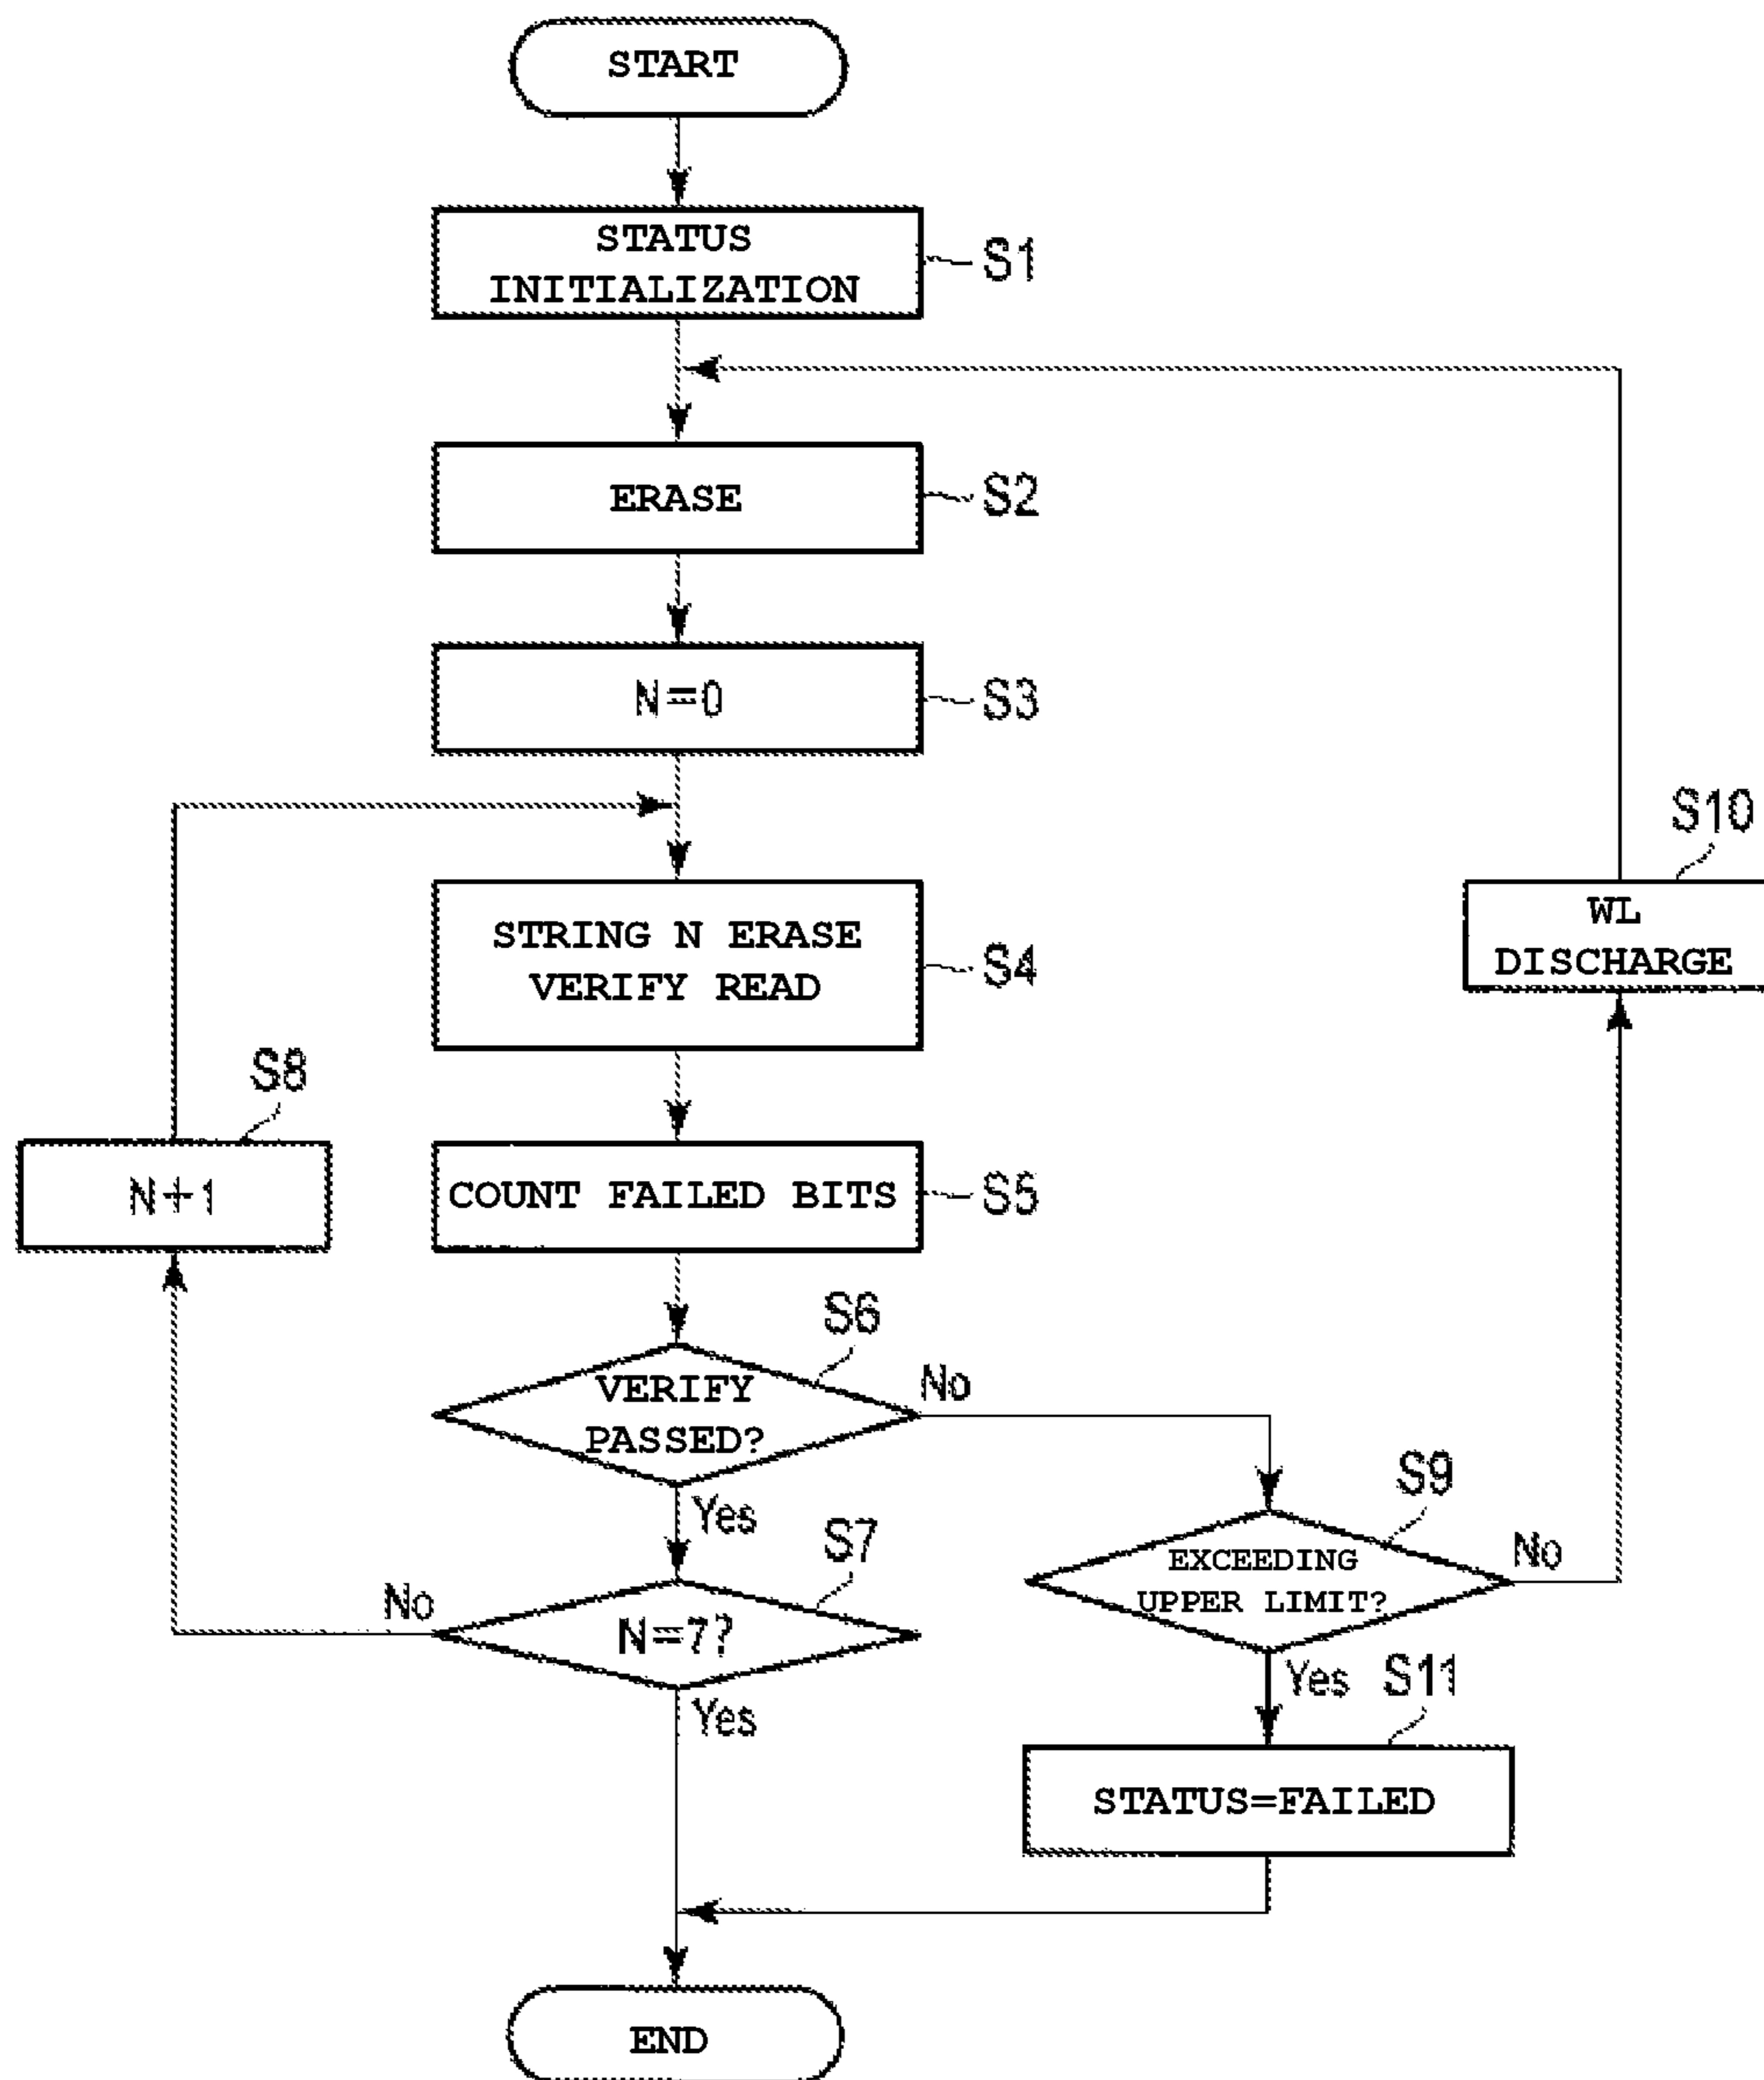 START
STATUS
INITIALIZATION
S1
ERASE
S2
N=0
S3
S10
WL
DISCHARGE
STRING N ERASE
VERIFY READ
S4
S8
N+1
COUNT FAILED BITS
S5
S6
VERIFY
PASSED?
No
Yes
S9
EXCEEDING
UPPER LIMIT?
No
S7
N=7?
No
Yes
Yes
S11
STATUS=FAILED
END